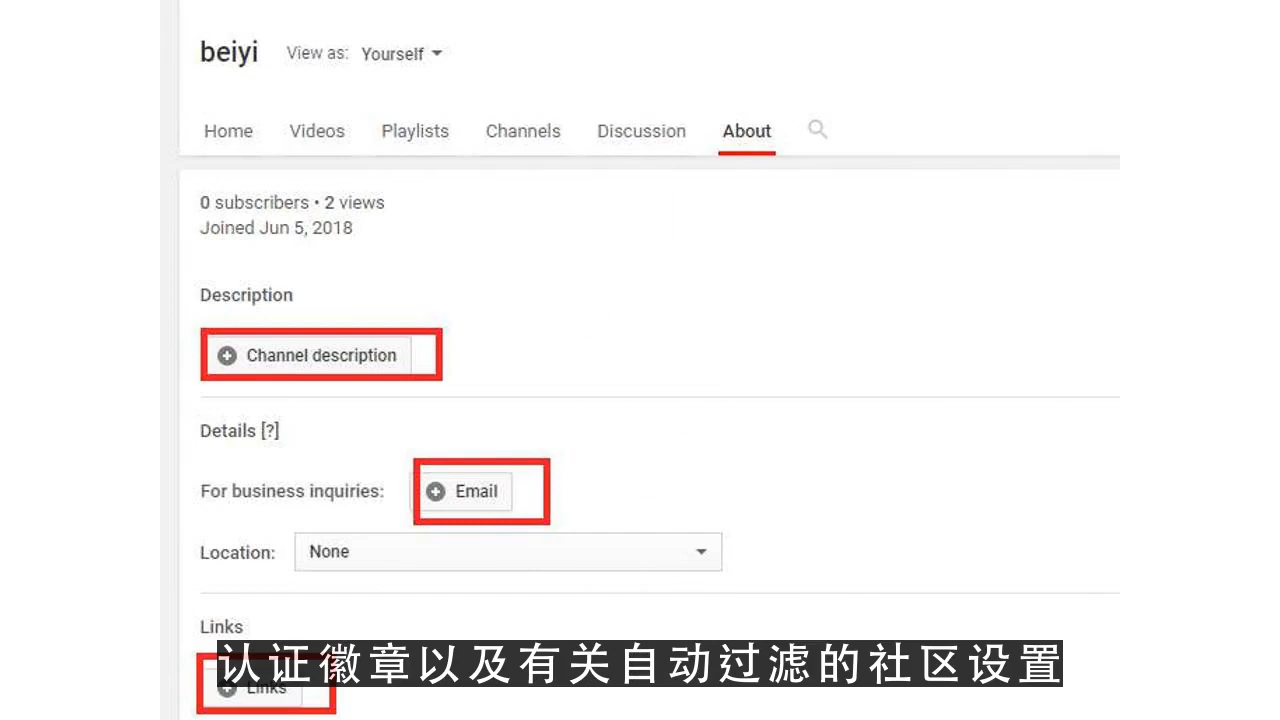 beiyi View as: Yourself
Home Videos Playlists Channels Discussion About
0 subscribers • 2 views
Joined Jun 5, 2018
Description
Channel description
Details [?]
For business inquiries: Email
Location: None
Links
认证徽章以及有关自动过滤的社区设置
Links